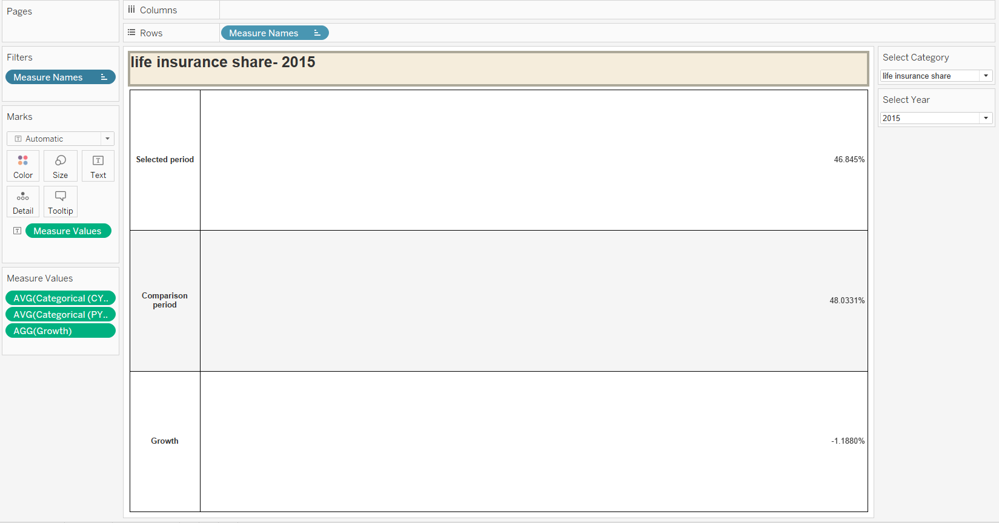 Pages
Columns
Rows
Measure Names
Filters
Measure Names
Marks
Automatic
Color
Size
Text
Detail
Tooltip
Measure Values
Measure Values
AVG(Categorical (CY..
AVG(Categorical (PY..
AGG(Growth)
life insurance share- 2015
Selected period
46.845%
Comparison
period
48.0331%
Growth
-1.1880%
Select Category
life insurance share
Select Year
2015